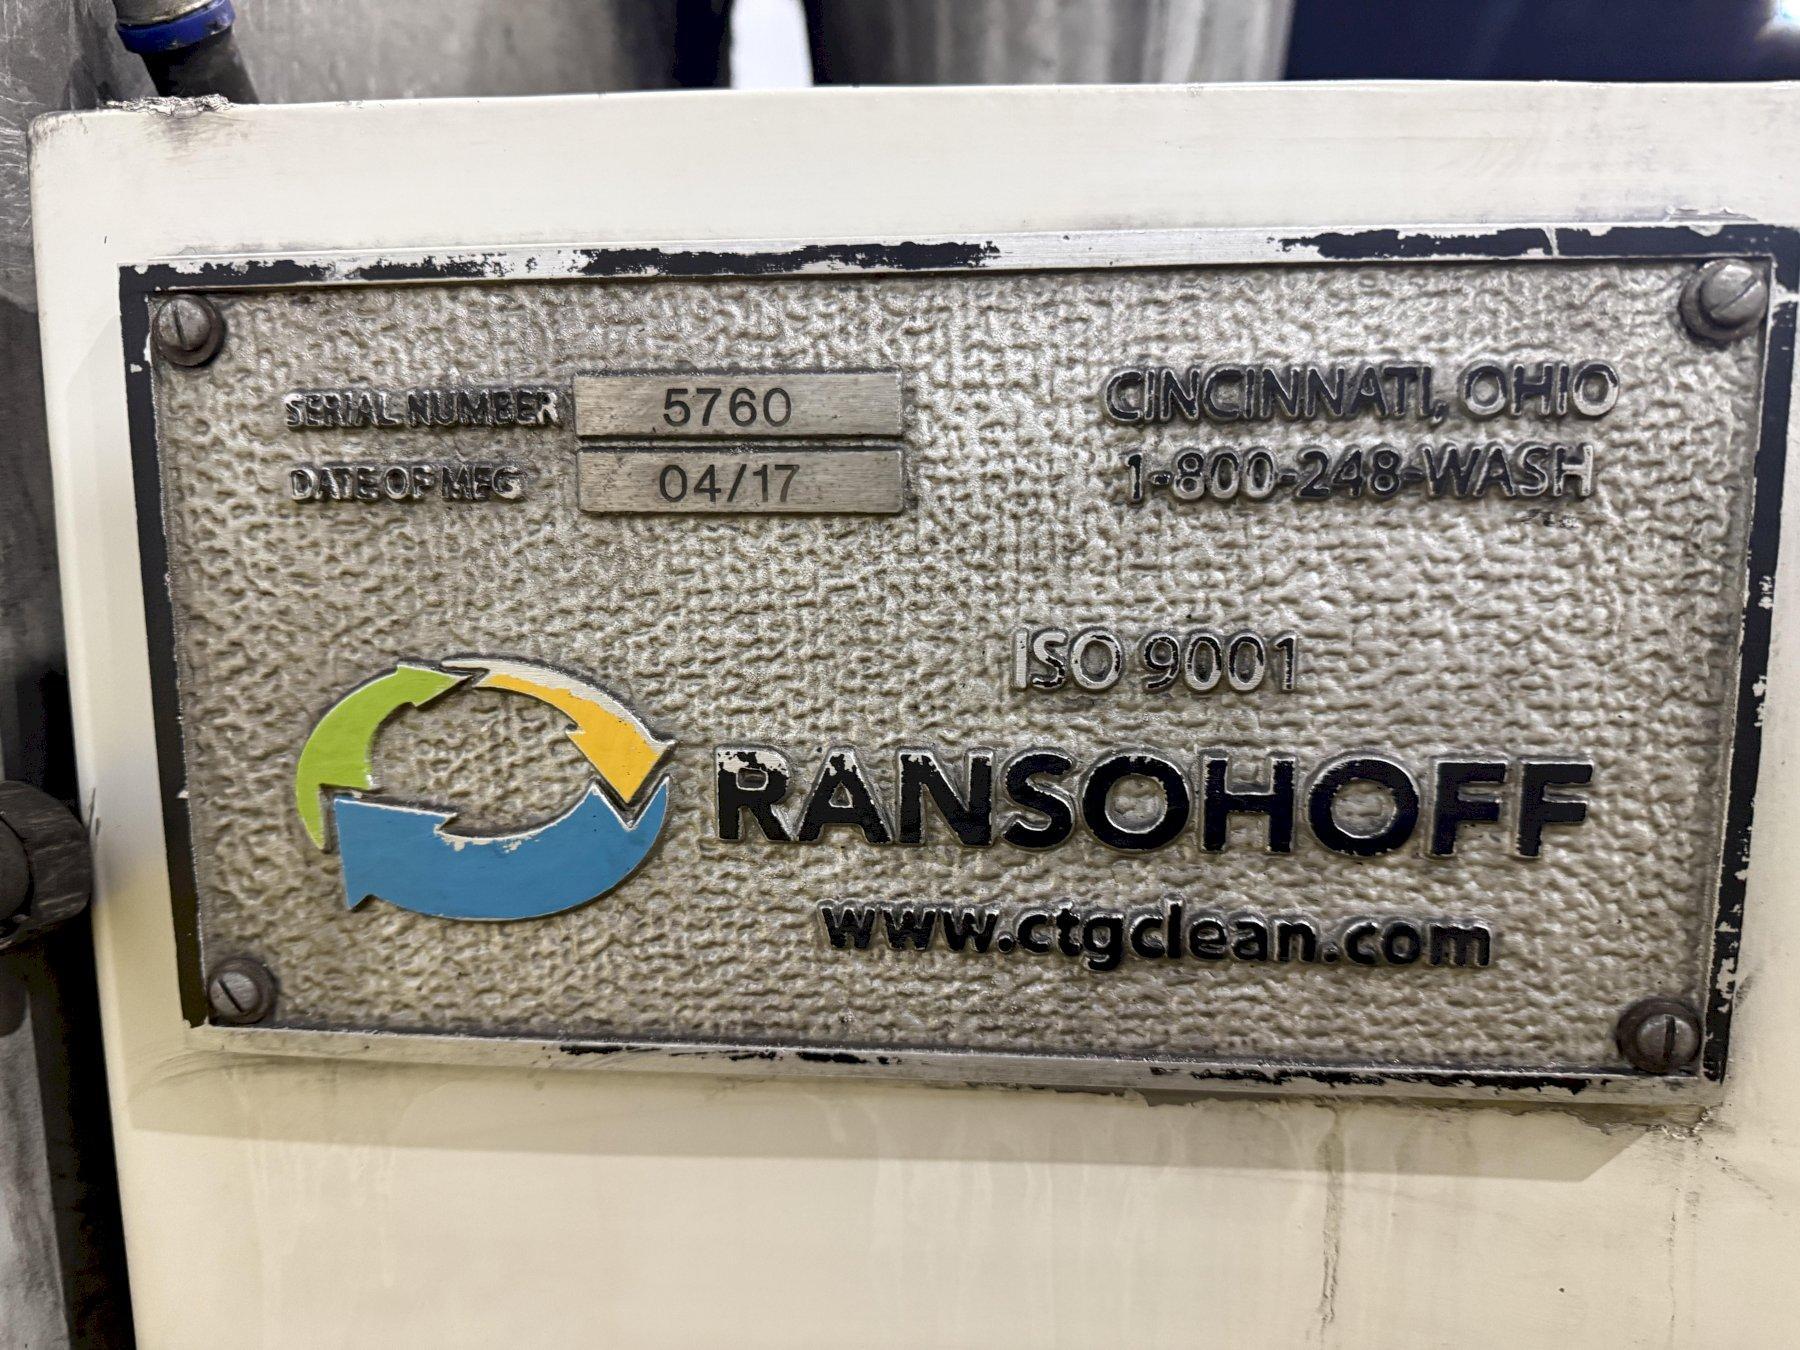 SERIAL NUMBER 5760
DATE OF MFG 04/17
CINCINNATI, OHIO
1-800-248-WASH
ISO 9001
RANSOHOFF
www.ctgclean.com